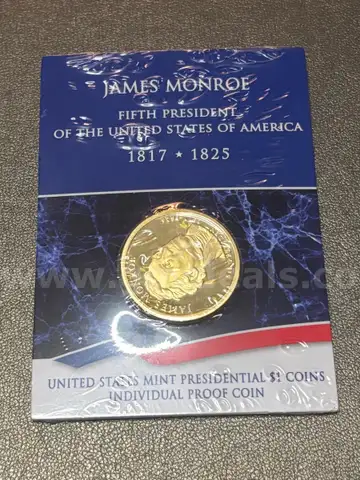 JAMES MONROE
FIFTH PRESIDENT
OF THE UNITED STATES OF AMERICA
1817 ★ 1825
JAMES MONROE
UNITED STATES MINT PRESIDENTIAL $1 COINS
INDIVIDUAL PROOF COIN